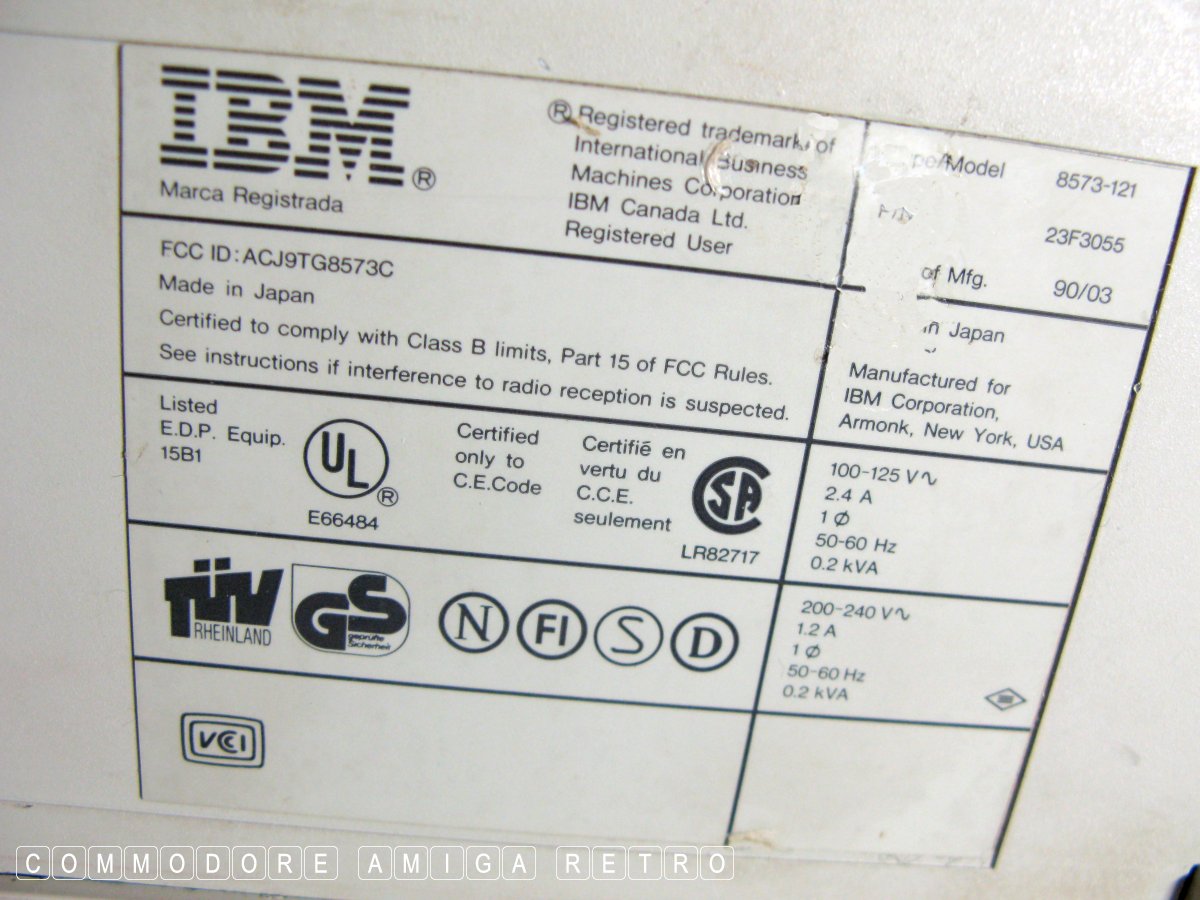 IBM®
Marca Registrada
® Registered trademark of
International Business
Machines Corporation
IBM Canada Ltd.
Registered User
pe/Model 8573-121
P/N 23F3055
of Mfg. 90/03
FCC ID: ACJ9TG8573C
Made in Japan
Certified to comply with Class B limits, Part 15 of FCC Rules.
See instructions if interference to radio reception is suspected.
in Japan
Manufactured for
IBM Corporation,
Armonk, New York, USA
Listed
E.D.P. Equip.
15B1
UL®
E66484
Certified
only to
C.E.Code
Certifié en
vertu du
C.C.E.
seulement
SA
LR82717
100-125 V∿
2.4 A
1 Ø
50-60 Hz
0.2 kVA
TÜV
RHEINLAND
GS
geprüfte
Sicherheit
N FI S D
200-240 V∿
1.2 A
1 Ø
50-60 Hz
0.2 kVA
VCCI
COMMODORE AMIGA RETRO